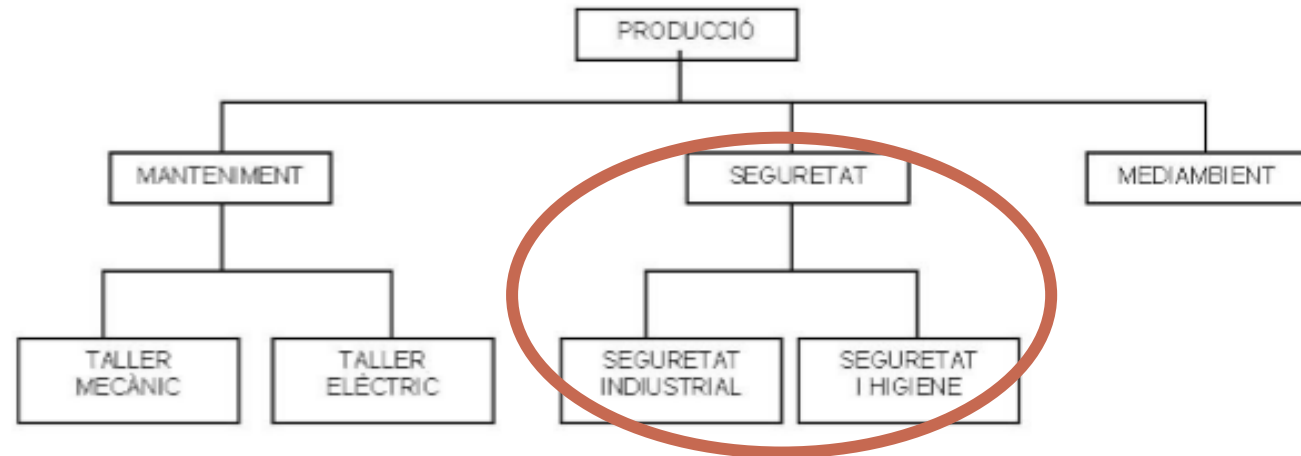 PRODUCCIÓ
MANTENIMENT
SEGURETAT
MEDIAMBIENT
TALLER
MECÀNIC
TALLER
ELÈCTRIC
SEGURETAT
INDIUSTRIAL
SEGURETAT
I HIGIENE